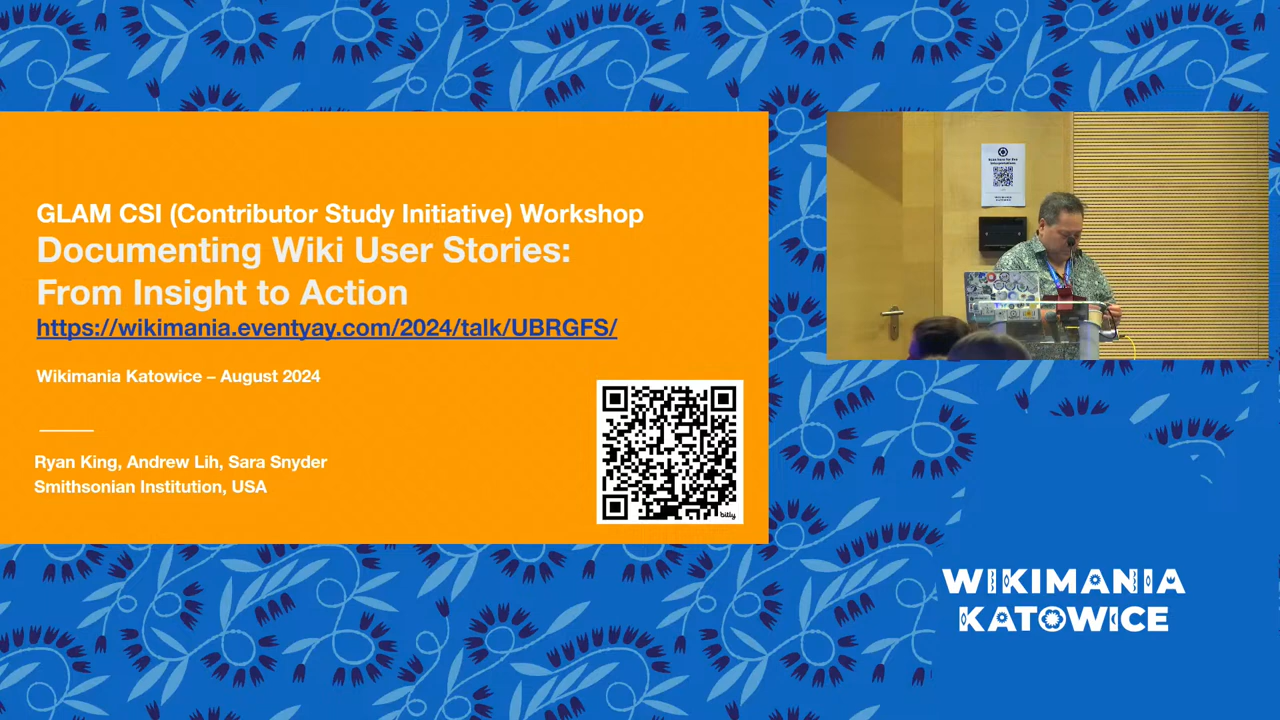 GLAM CSI (Contributor Study Initiative) Workshop
Documenting Wiki User Stories:
From Insight to Action
https://wikimania.eventyay.com/2024/talk/UBRGFS/
Wikimania Katowice – August 2024
Ryan King, Andrew Lih, Sara Snyder
Smithsonian Institution, USA
bitly
WIKIMANIA
KATOWICE